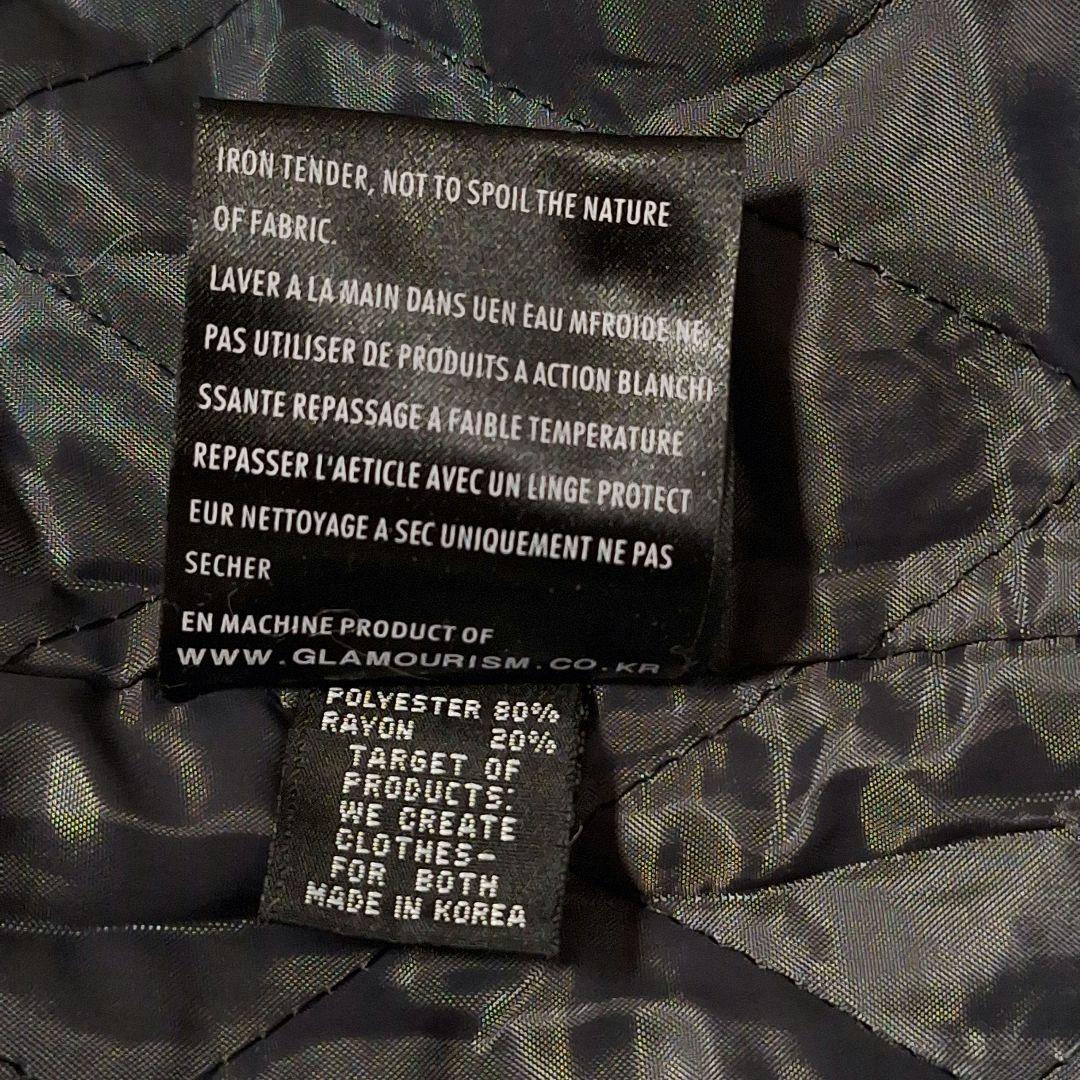 IRON TENDER, NOT TO SPOIL THE NATURE
OF FABRIC.
LAVER A LA MAIN DANS UEN EAU MFROIDE NE
PAS UTILISER DE PRODUITS A ACTION BLANCHI
SSANTE REPASSAGE A FAIBLE TEMPERATURE
REPASSER L'AETICLE AVEC UN LINGE PROTECT
EUR NETTOYAGE A SEC UNIQUEMENT NE PAS
SECHER
EN MACHINE PRODUCT OF
WWW.GLAMOURISM.CO.KR
POLYESTER 80%
RAYON 20%
TARGET OF
PRODUCTS:
WE CREATE
CLOTHES-
FOR BOTH
MADE IN KOREA